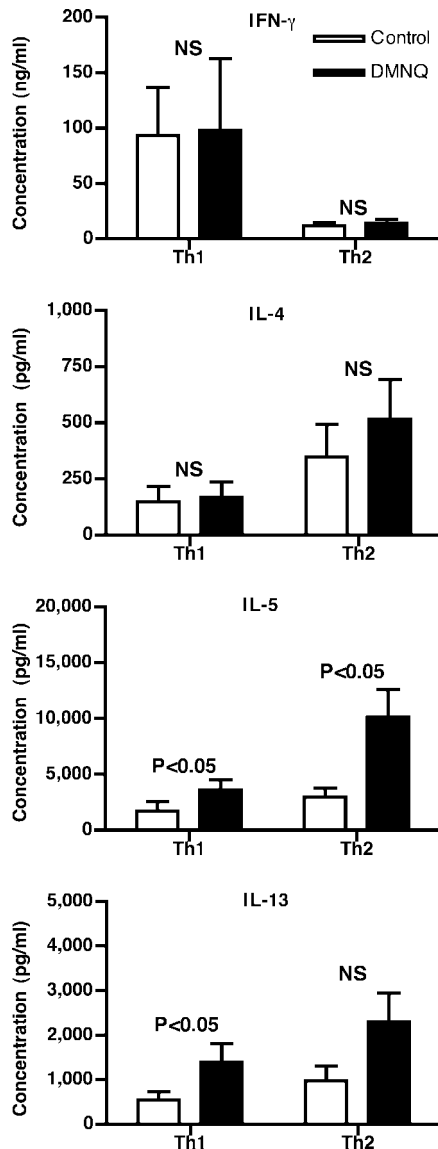 IFN-γ
Control
DMNQ
Concentration (ng/ml)
200
150
100
50
0
NS
NS
Th1
Th2
IL-4
Concentration (pg/ml)
1,000
750
500
250
0
NS
NS
Th1
Th2
IL-5
Concentration (pg/ml)
20,000
15,000
10,000
5,000
0
P<0.05
P<0.05
Th1
Th2
IL-13
Concentration (pg/ml)
5,000
4,000
3,000
2,000
1,000
0
P<0.05
NS
Th1
Th2